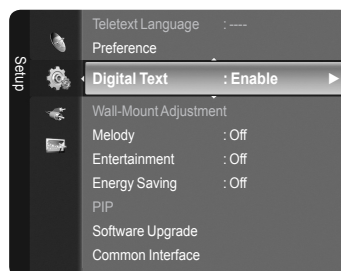 Setup
Teletext Language : ----
Preference
Digital Text : Enable
Wall-Mount Adjustment
Melody : Off
Entertainment : Off
Energy Saving : Off
PIP
Software Upgrade
Common Interface